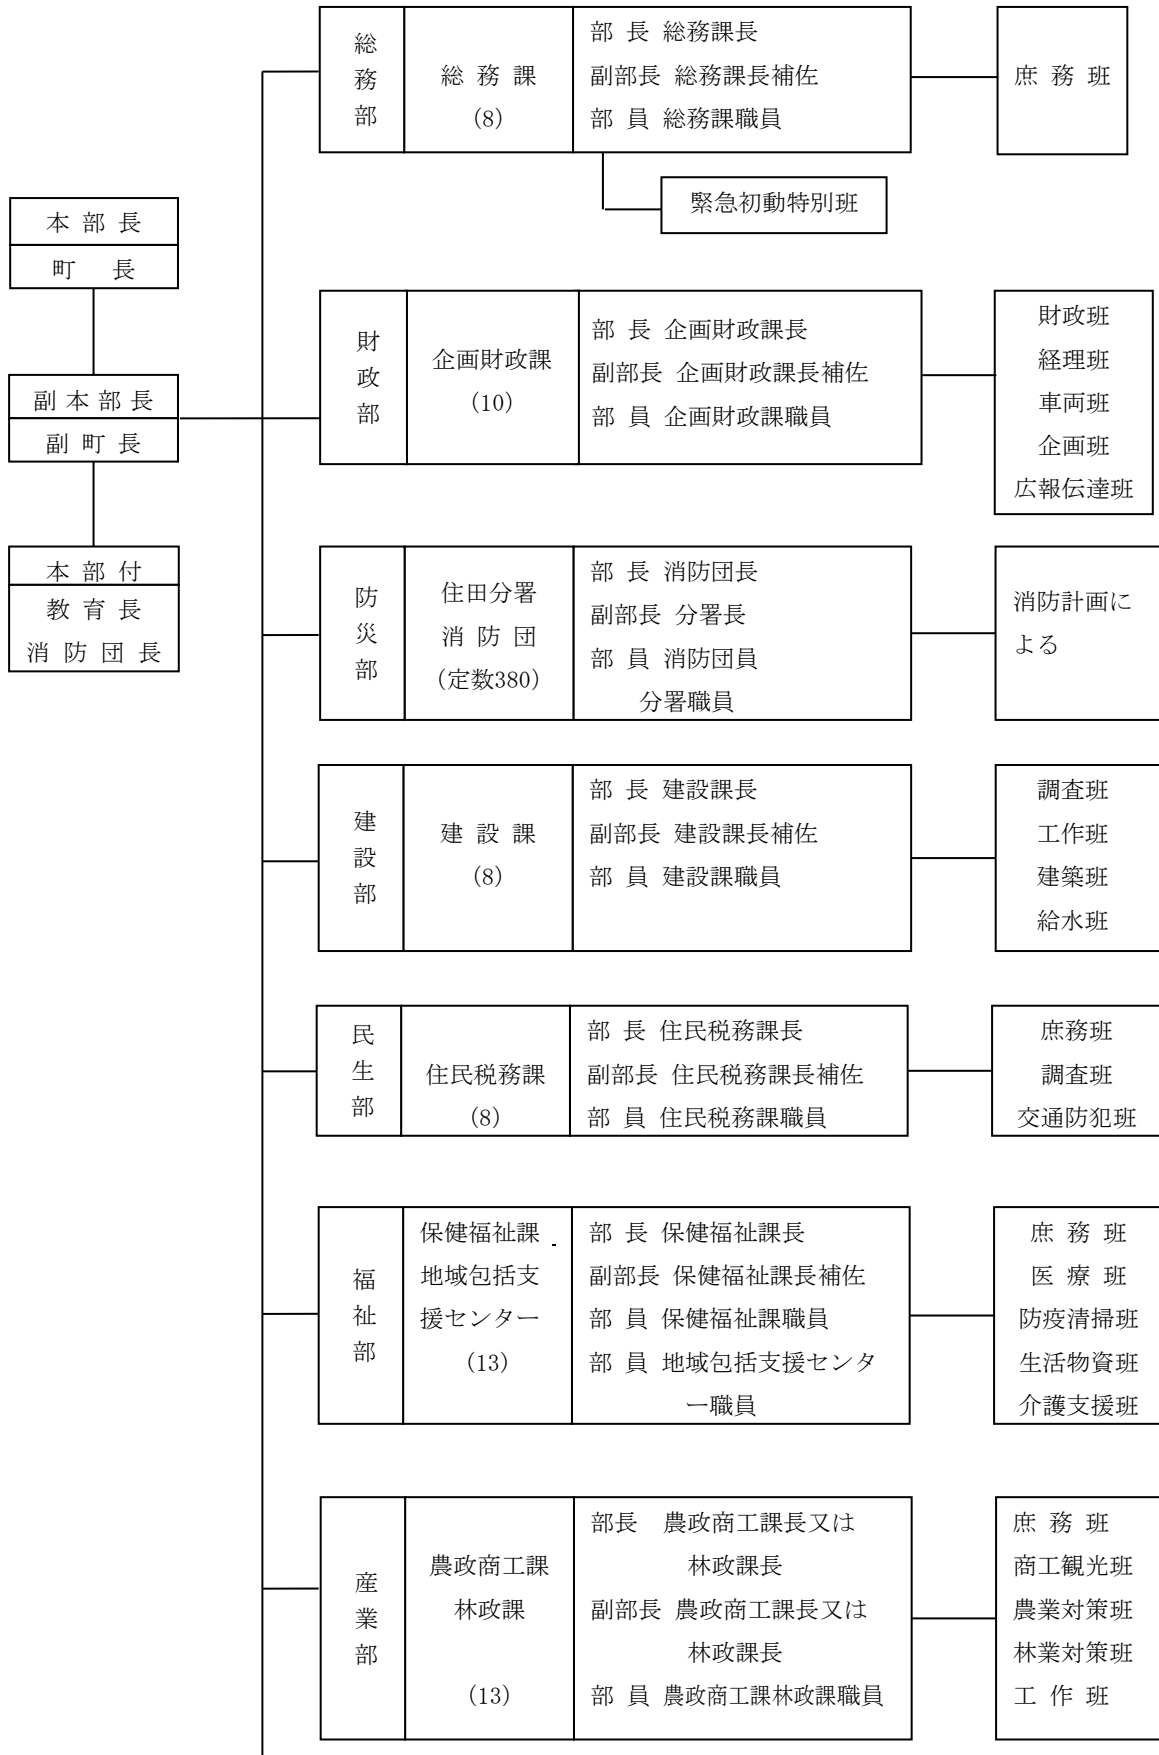 本 部 長
町　長
副 本 部 長
副 町 長
本 部 付
教 育 長
消 防 団 長
総務部
総 務 課
(8)
部 長 総務課長
副部長 総務課長補佐
部 員 総務課職員
庶 務 班
緊急初動特別班
財政部
企画財政課
(10)
部 長 企画財政課長
副部長 企画財政課長補佐
部 員 企画財政課職員
財政班
経理班
車両班
企画班
広報伝達班
防災部
住田分署
消 防 団
(定数380)
部 長 消防団長
副部長 分署長
部 員 消防団員
分署職員
消防計画に
よる
建設部
建 設 課
(8)
部 長 建設課長
副部長 建設課長補佐
部 員 建設課職員
調査班
工作班
建築班
給水班
民生部
住民税務課
(8)
部 長 住民税務課長
副部長 住民税務課長補佐
部 員 住民税務課職員
庶務班
調査班
交通防犯班
福祉部
保健福祉課
地域包括支
援センター
(13)
部 長 保健福祉課長
副部長 保健福祉課長補佐
部 員 保健福祉課職員
部 員 地域包括支援センタ
ー職員
庶 務 班
医 療 班
防疫清掃班
生活物資班
介護支援班
産業部
農政商工課
林政課
(13)
部長　農政商工課長又は
林政課長
副部長 農政商工課長又は
林政課長
部 員 農政商工課林政課職員
庶 務 班
商工観光班
農業対策班
林業対策班
工 作 班